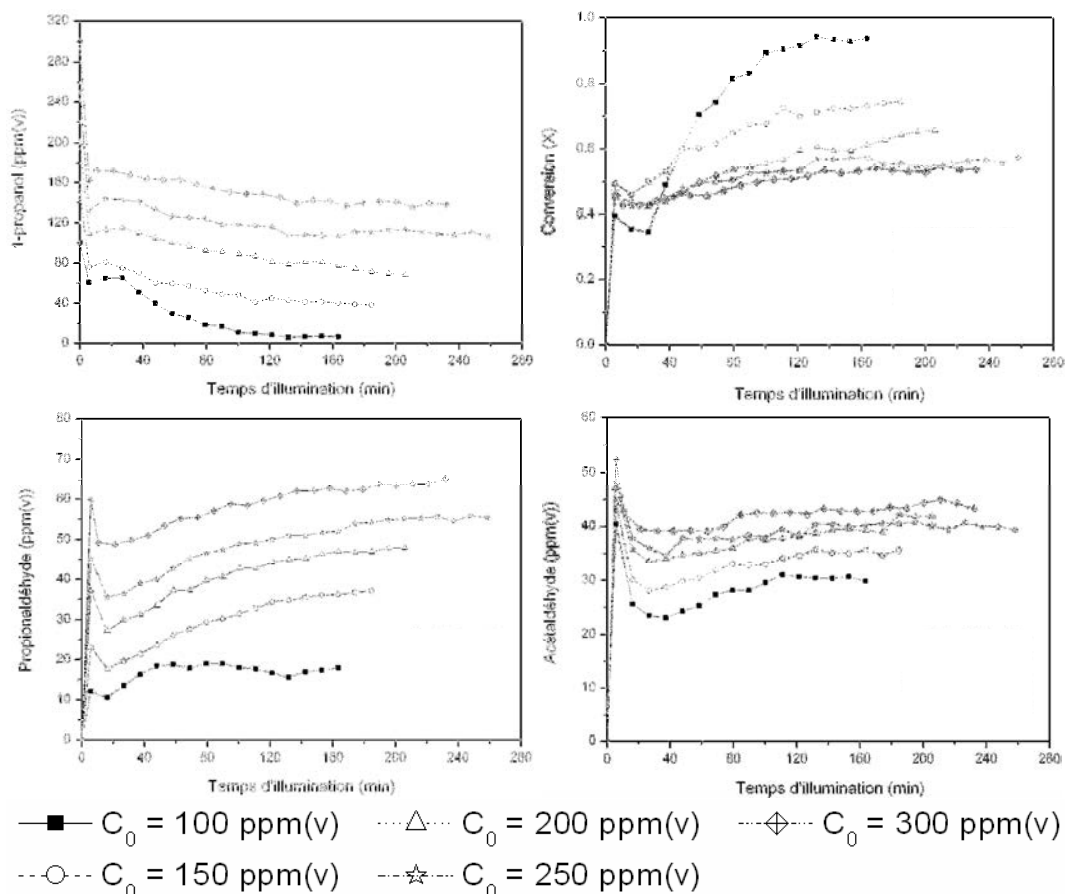 320
280
240
200
160
120
80
40
0
1-propanol (ppm(v))
0 40 80 120 160 200 240 280
Temps d'illumination (min)
1.0
0.8
0.6
0.4
0.2
0.0
Conversion (X)
0 40 80 120 160 200 240 280
Temps d'illumination (min)
80
70
60
50
40
30
20
10
0
Propionaldéhyde (ppm(v))
0 40 80 120 160 200 240 280
Temps d'illumination (min)
60
50
40
30
20
10
0
Acétaldéhyde (ppm(v))
0 40 80 120 160 200 240 280
Temps d'illumination (min)
C0 = 100 ppm(v) C0 = 200 ppm(v) C0 = 300 ppm(v)
C0 = 150 ppm(v) C0 = 250 ppm(v)